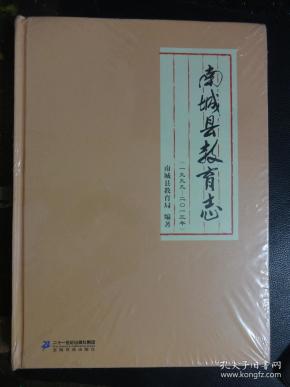 南城县教育志
（一九九九－二〇一三年）
南城县教育局 编著
21
二十一世纪出版社集团
孔夫子旧书网